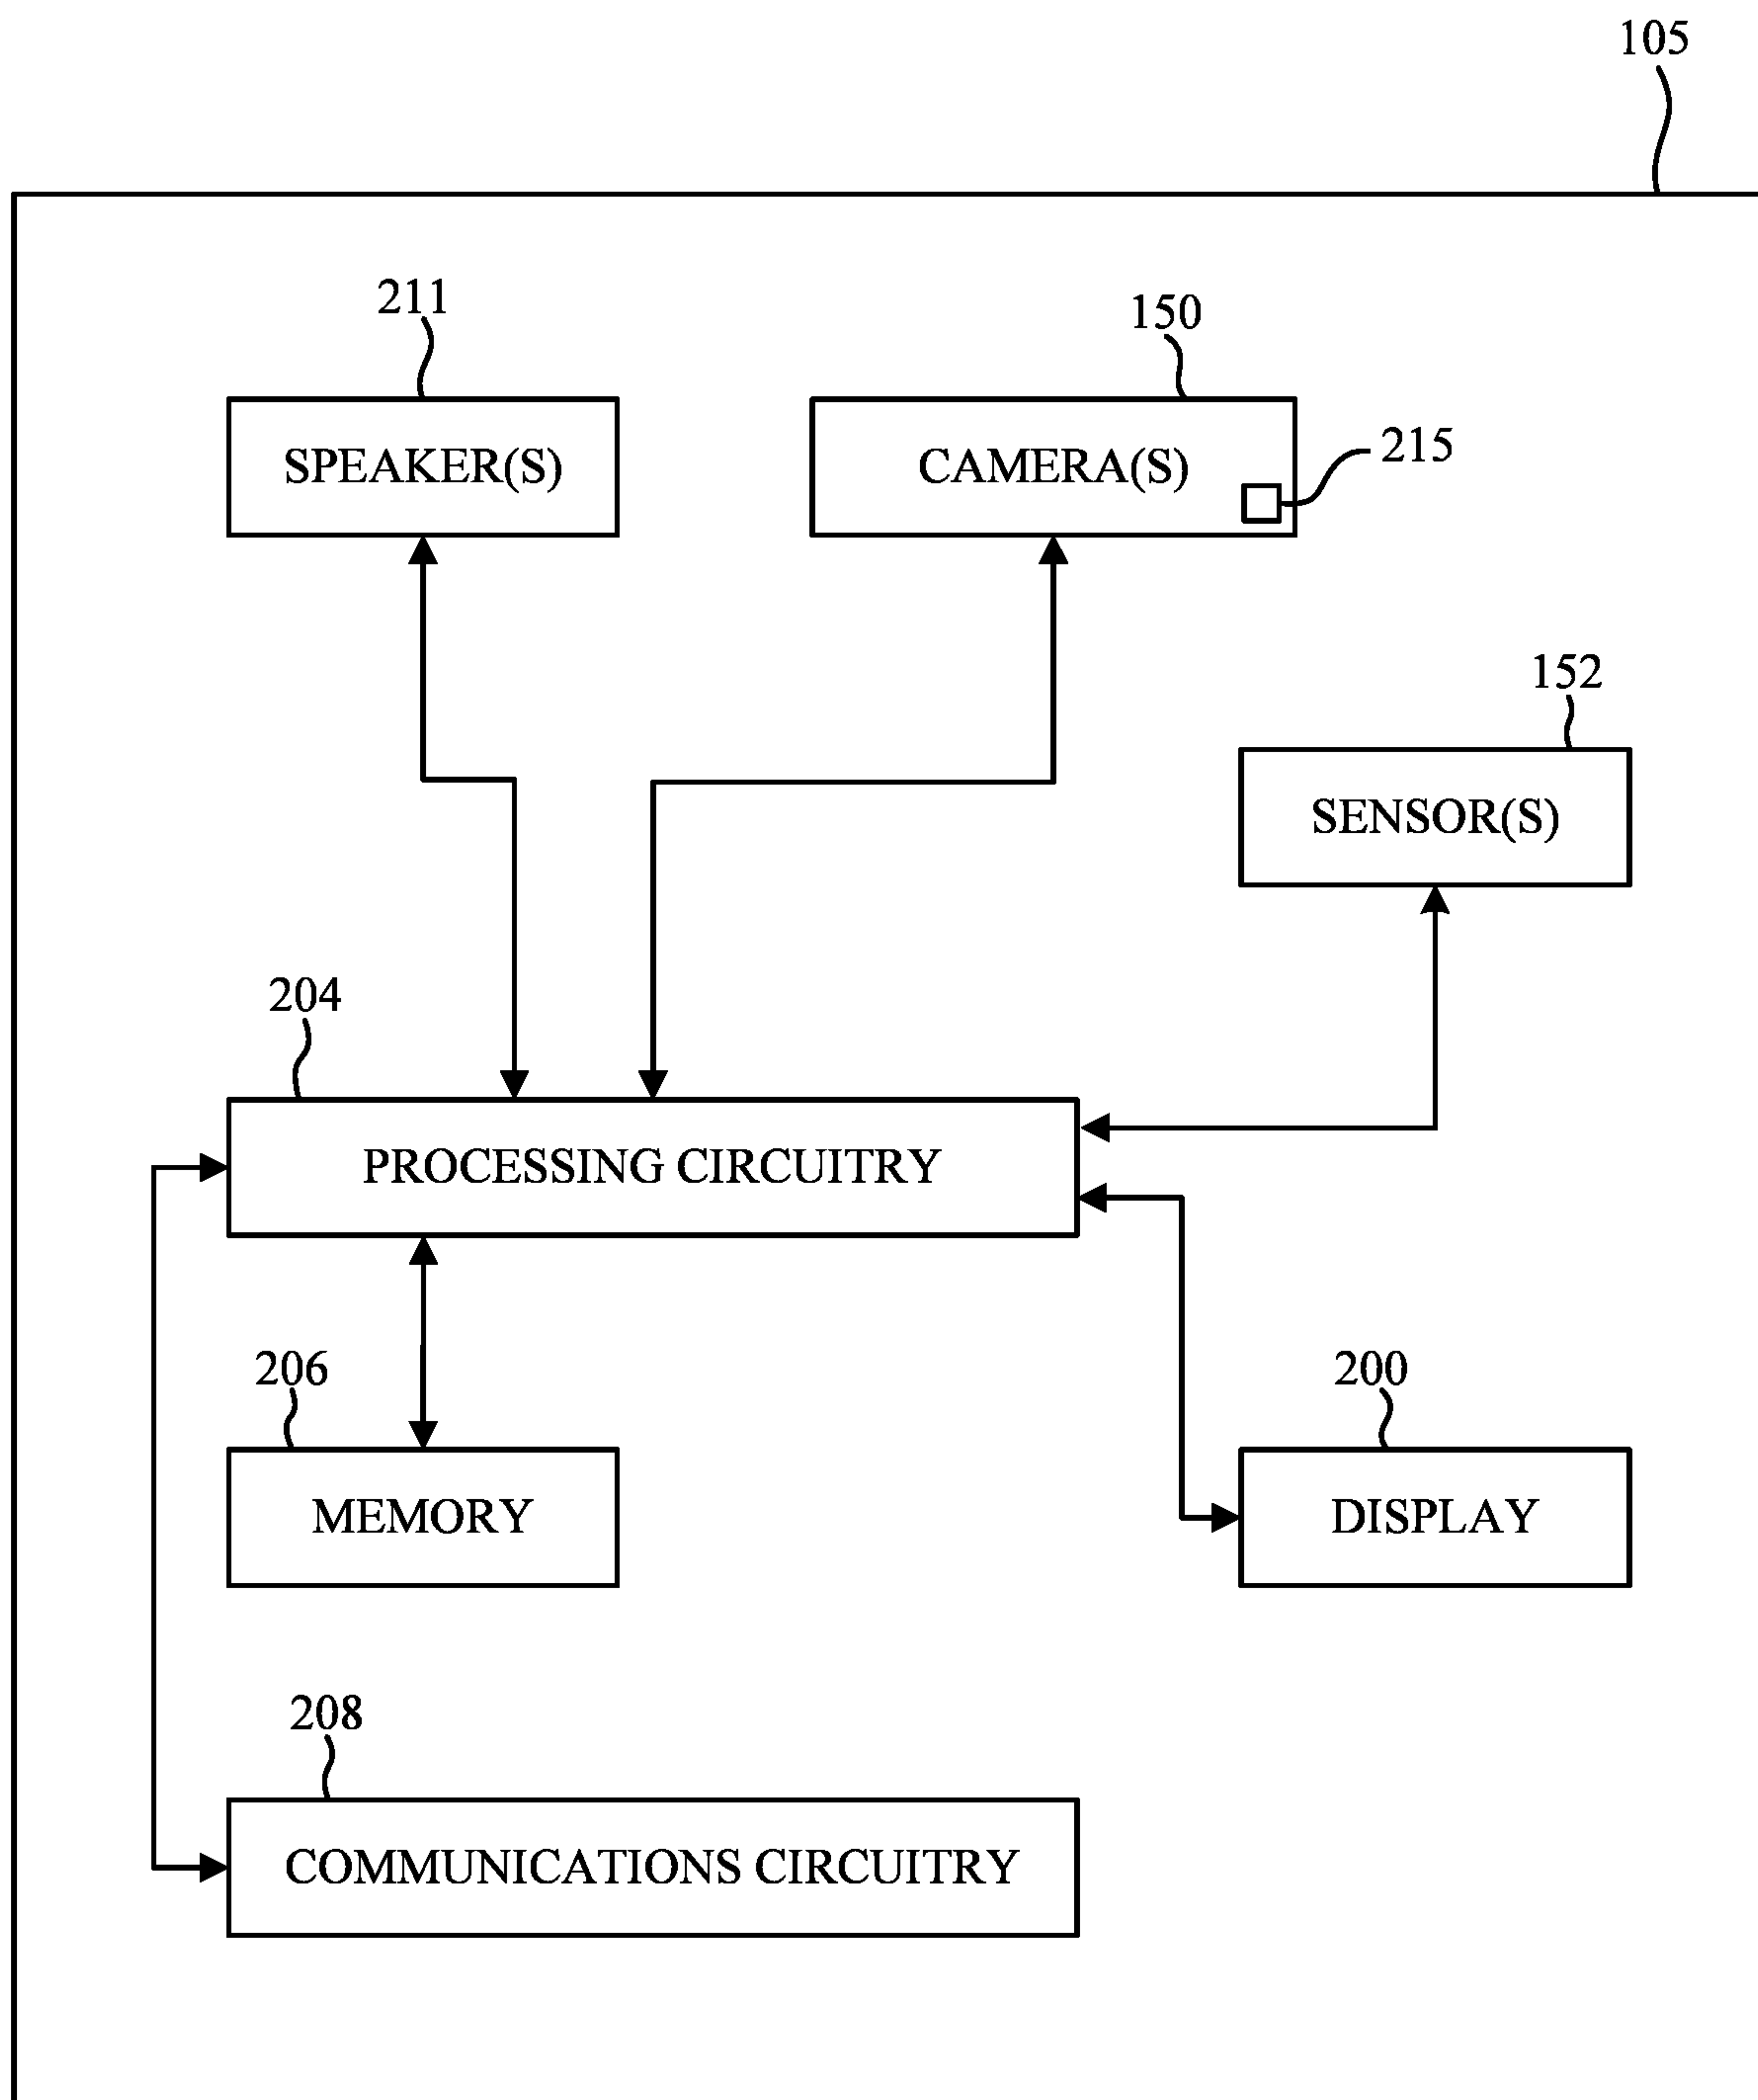 105
211
150
SPEAKER(S)
CAMERA(S)
215
152
SENSOR(S)
204
PROCESSING CIRCUITRY
206
200
MEMORY
DISPLAY
208
COMMUNICATIONS CIRCUITRY